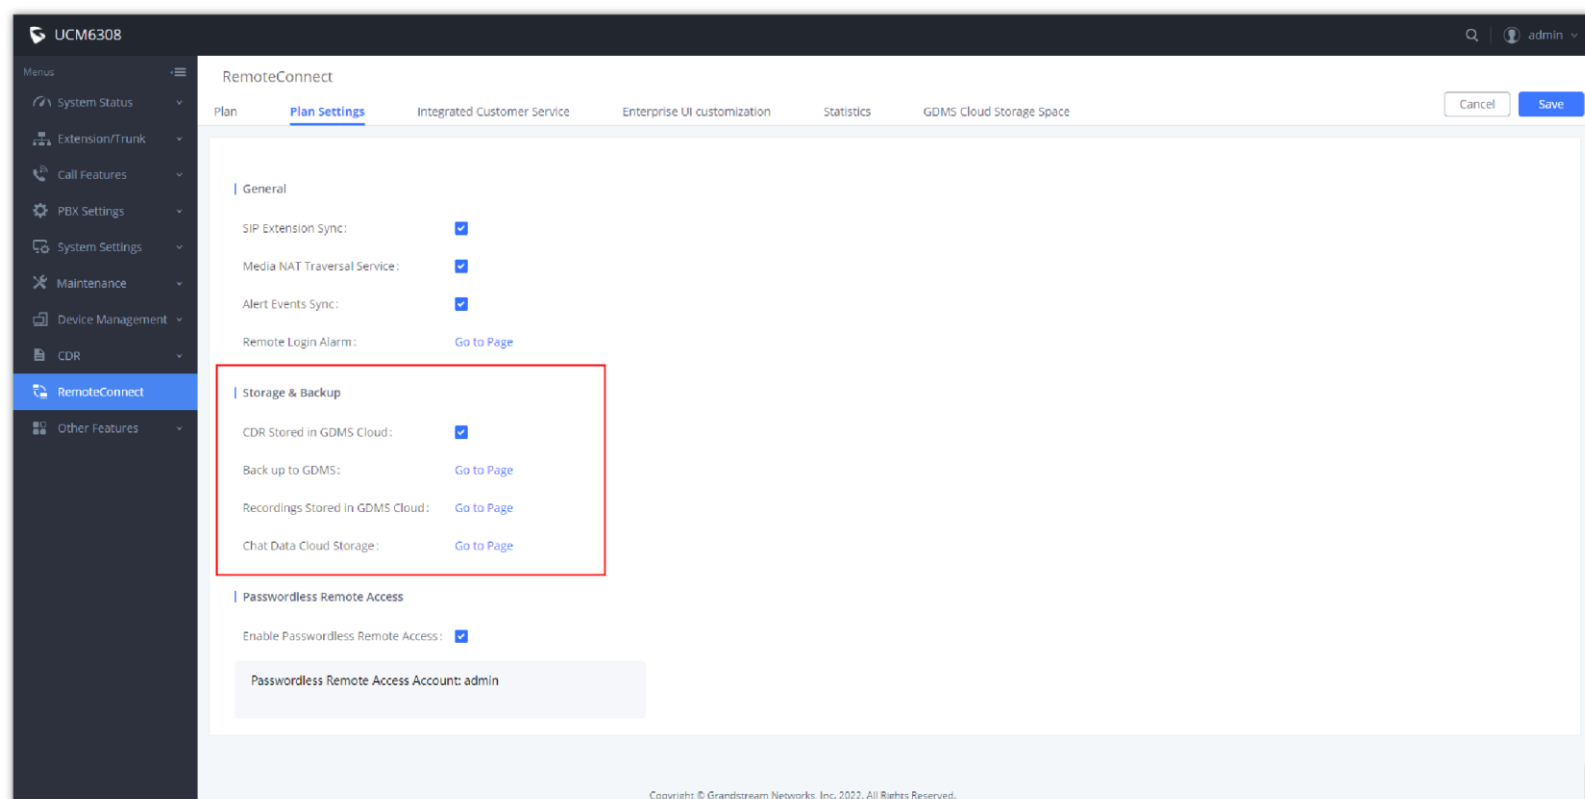 UCM6308
admin
Menus
System Status
Extension/Trunk
Call Features
PBX Settings
System Settings
Maintenance
Device Management
CDR
RemoteConnect
Other Features
RemoteConnect
Plan Plan Settings Integrated Customer Service Enterprise UI customization Statistics GDMS Cloud Storage Space
Cancel Save
General
SIP Extension Sync:
Media NAT Traversal Service:
Alert Events Sync:
Remote Login Alarm: Go to Page
Storage & Backup
CDR Stored in GDMS Cloud:
Back up to GDMS: Go to Page
Recordings Stored in GDMS Cloud: Go to Page
Chat Data Cloud Storage: Go to Page
Passwordless Remote Access
Enable Passwordless Remote Access:
Passwordless Remote Access Account: admin
Copyright © Grandstream Networks, Inc. 2022. All Rights Reserved.